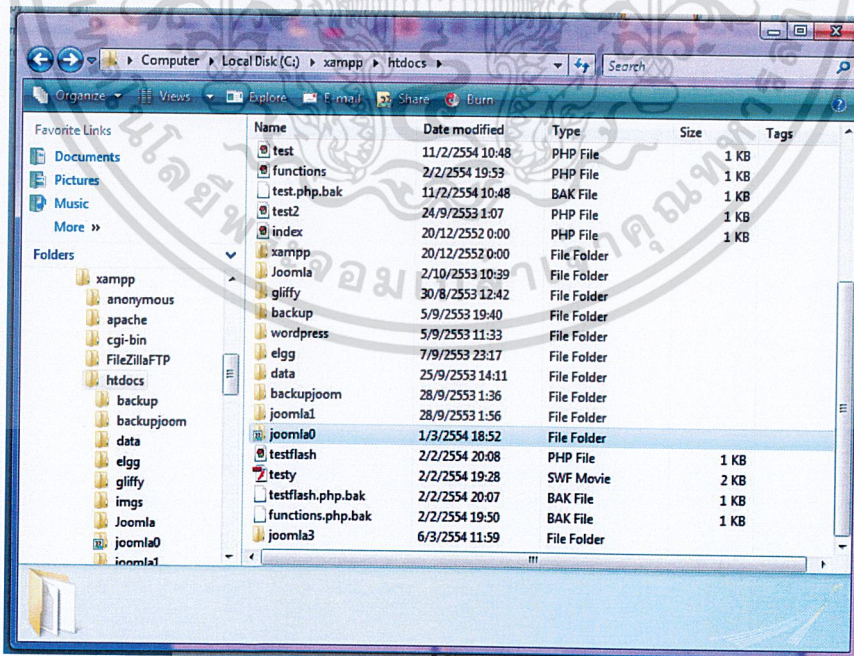 Computer ▸ Local Disk (C:) ▸ xampp ▸ htdocs ▸ Search
Organize Views Explore E-mail Share Burn
Favorite Links
Documents
Pictures
Music
More »
Folders
xampp
anonymous
apache
cgi-bin
FileZillaFTP
htdocs
backup
backupjoom
data
elgg
gliffy
imgs
Joomla
joomla0
joomla1
Name Date modified Type Size Tags
test 11/2/2554 10:48 PHP File 1 KB
functions 2/2/2554 19:53 PHP File 1 KB
test.php.bak 11/2/2554 10:48 BAK File 1 KB
test2 24/9/2553 1:07 PHP File 1 KB
index 20/12/2552 0:00 PHP File 1 KB
xampp 20/12/2552 0:00 File Folder
Joomla 2/10/2553 10:39 File Folder
gliffy 30/8/2553 12:42 File Folder
backup 5/9/2553 19:40 File Folder
wordpress 5/9/2553 11:33 File Folder
elgg 7/9/2553 23:17 File Folder
data 25/9/2553 14:11 File Folder
backupjoom 28/9/2553 1:36 File Folder
joomla1 28/9/2553 1:56 File Folder
joomla0 1/3/2554 18:52 File Folder
testflash 2/2/2554 20:08 PHP File 1 KB
testy 2/2/2554 19:28 SWF Movie 2 KB
testflash.php.bak 2/2/2554 20:07 BAK File 1 KB
functions.php.bak 2/2/2554 19:50 BAK File 1 KB
joomla3 6/3/2554 11:59 File Folder